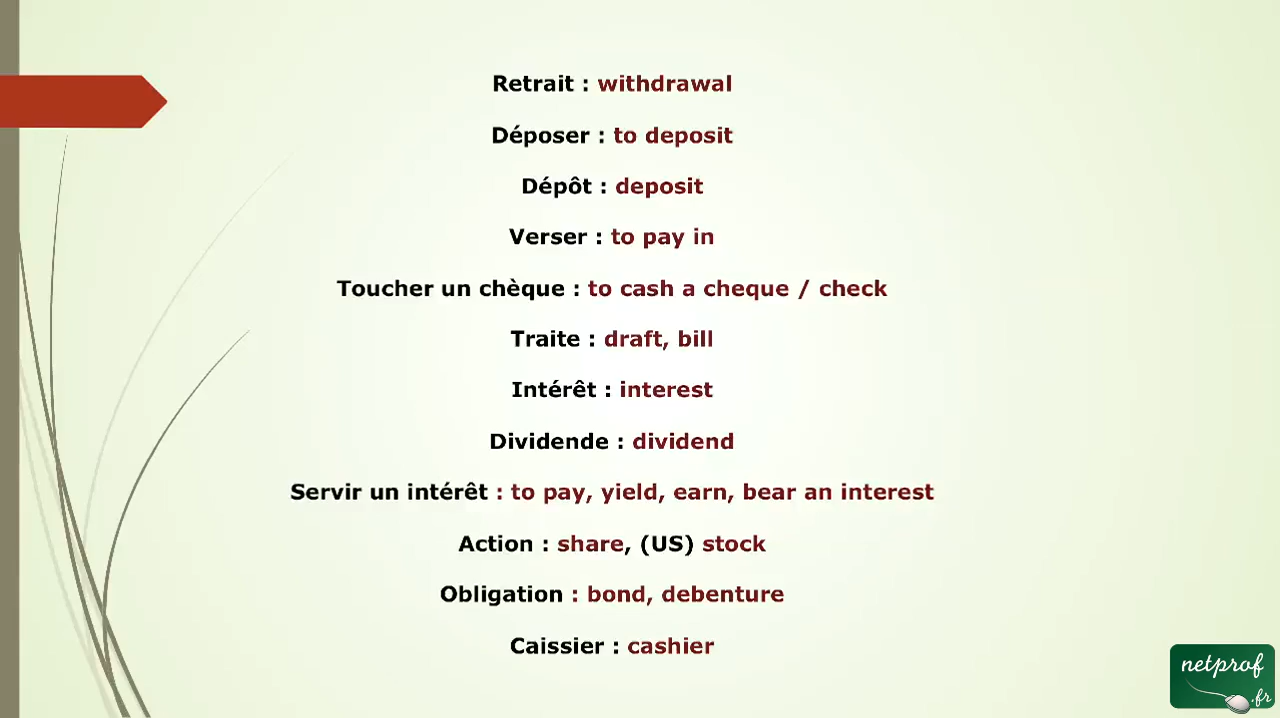 Retrait : withdrawal
Déposer : to deposit
Dépôt : deposit
Verser : to pay in
Toucher un chèque : to cash a cheque / check
Traite : draft, bill
Intérêt : interest
Dividende : dividend
Servir un intérêt : to pay, yield, earn, bear an interest
Action : share, (US) stock
Obligation : bond, debenture
Caissier : cashier
netprof
.fr